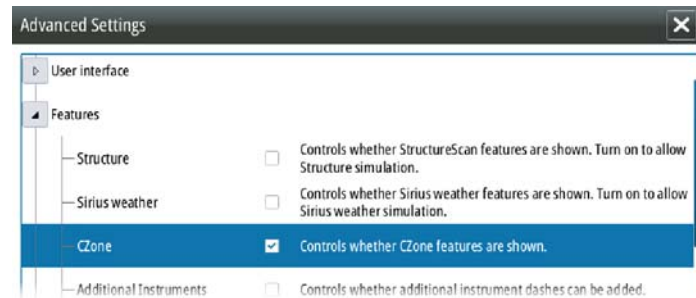 Advanced Settings
User interface
Features
Structure
Controls whether StructureScan features are shown. Turn on to allow
Structure simulation.
Sirius weather
Controls whether Sirius weather features are shown. Turn on to allow
Sirius weather simulation.
CZone
Controls whether CZone features are shown.
Additional Instruments
Controls whether additional instrument dashes can be added.